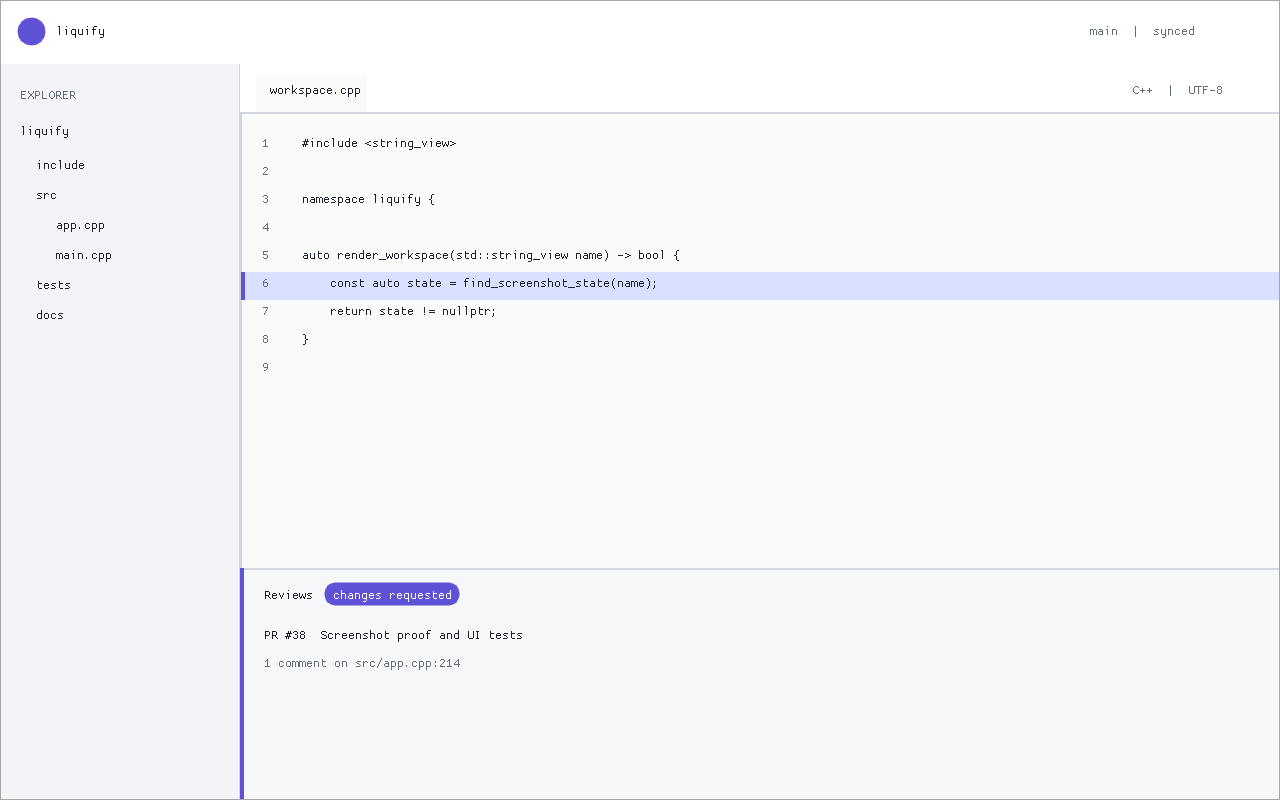 liquify
main | synced
EXPLORER
liquify
include
src
app.cpp
main.cpp
tests
docs
workspace.cpp
C++ | UTF-8
1 #include <string_view>
2
3 namespace liquify {
4
5 auto render_workspace(std::string_view name) -> bool {
6     const auto state = find_screenshot_state(name);
7     return state != nullptr;
8 }
9
Reviews changes requested
PR #38  Screenshot proof and UI tests
1 comment on src/app.cpp:214